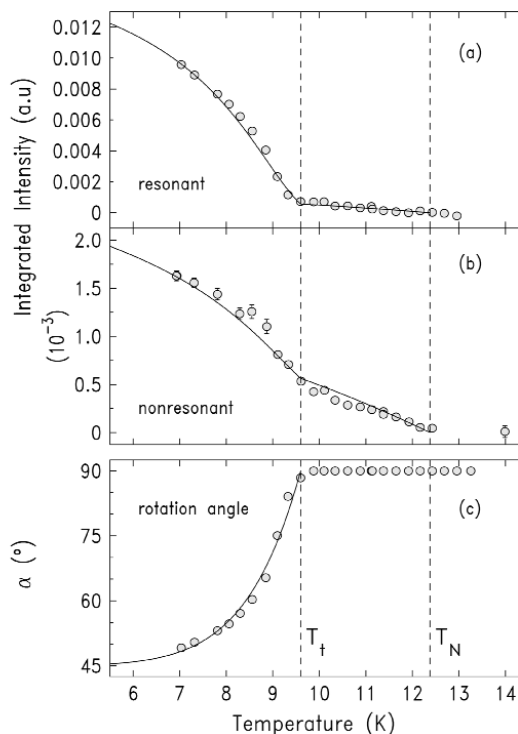 0.012
(a)
0.010
0.008
0.006
0.004
0.002
resonant
0
Integrated Intensity (a.u)
2.0
(b)
1.5
(10⁻³)
1.0
0.5
nonresonant
0
90
rotation angle
(c)
75
α (°)
60
45
T_t
T_N
6 7 8 9 10 11 12 13 14
Temperature (K)